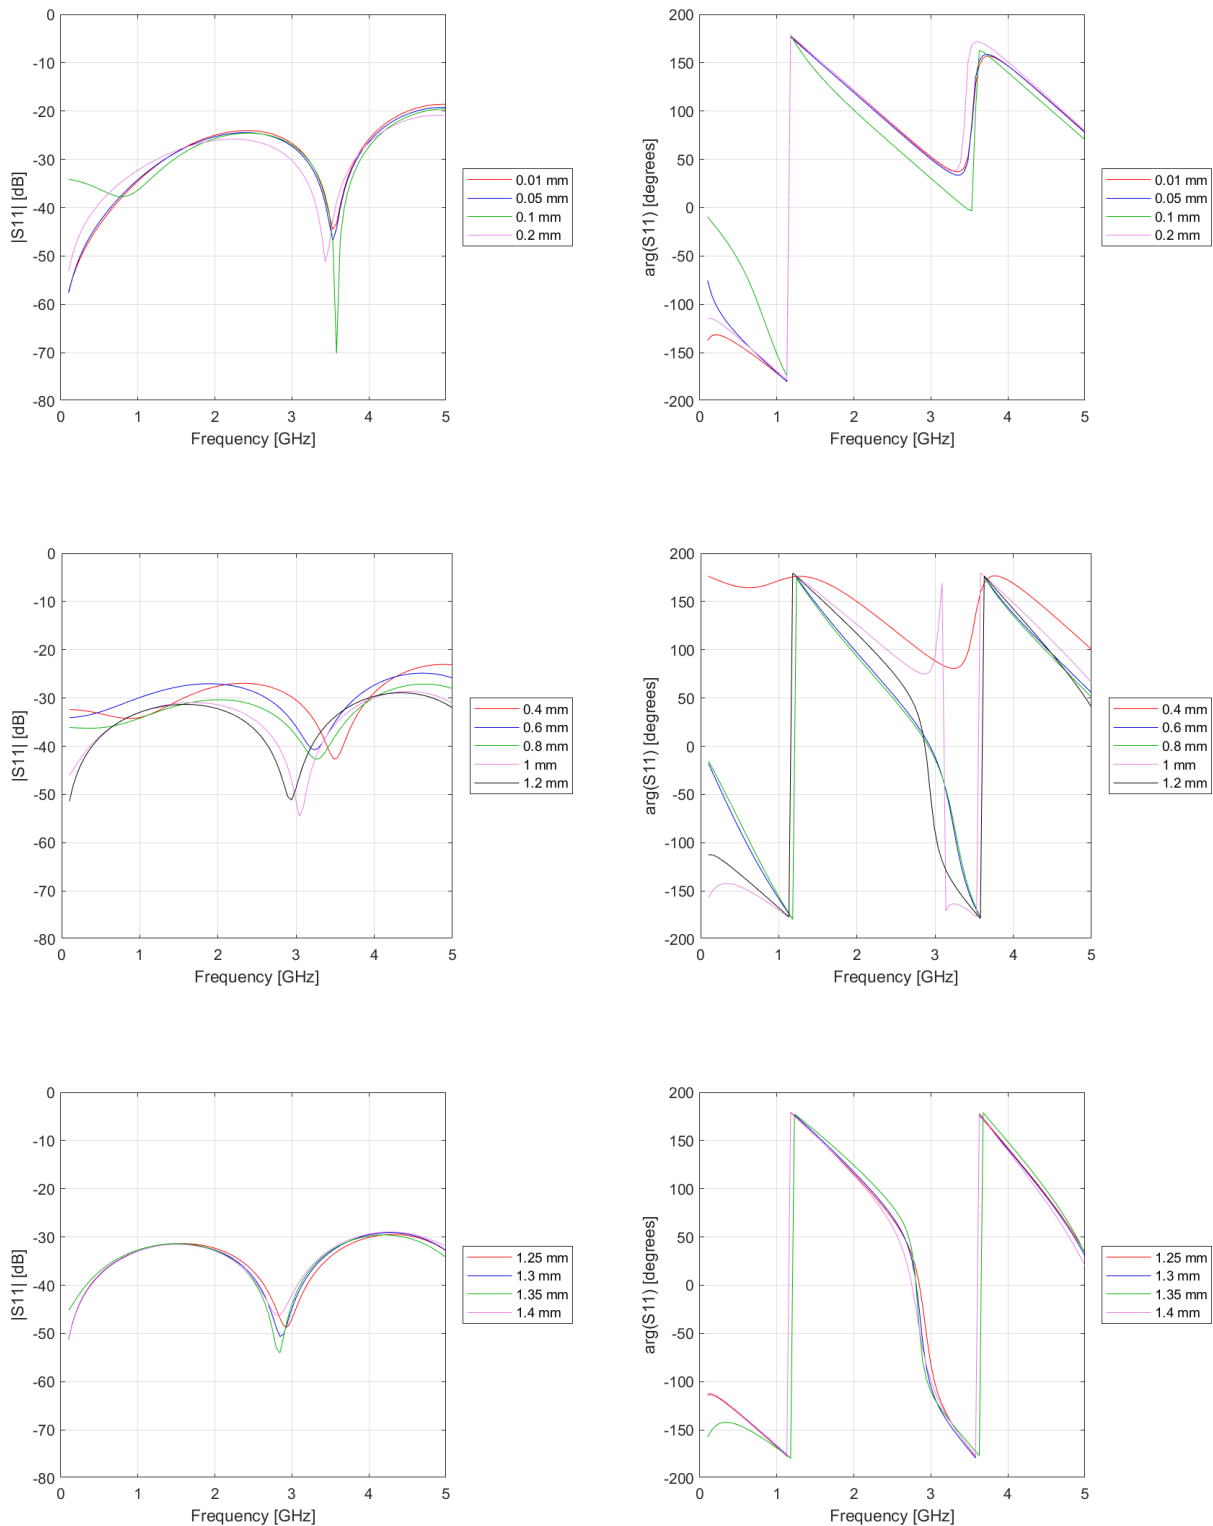 0
-10
-20
-30
-40
-50
-60
-70
-80
|S11| [dB]
0 1 2 3 4 5
Frequency [GHz]
0.01 mm
0.05 mm
0.1 mm
0.2 mm
200
150
100
50
0
-50
-100
-150
-200
arg(S11) [degrees]
0 1 2 3 4 5
Frequency [GHz]
0.01 mm
0.05 mm
0.1 mm
0.2 mm
0
-10
-20
-30
-40
-50
-60
-70
-80
|S11| [dB]
0 1 2 3 4 5
Frequency [GHz]
0.4 mm
0.6 mm
0.8 mm
1 mm
1.2 mm
200
150
100
50
0
-50
-100
-150
-200
arg(S11) [degrees]
0 1 2 3 4 5
Frequency [GHz]
0.4 mm
0.6 mm
0.8 mm
1 mm
1.2 mm
0
-10
-20
-30
-40
-50
-60
-70
-80
|S11| [dB]
0 1 2 3 4 5
Frequency [GHz]
1.25 mm
1.3 mm
1.35 mm
1.4 mm
200
150
100
50
0
-50
-100
-150
-200
arg(S11) [degrees]
0 1 2 3 4 5
Frequency [GHz]
1.25 mm
1.3 mm
1.35 mm
1.4 mm